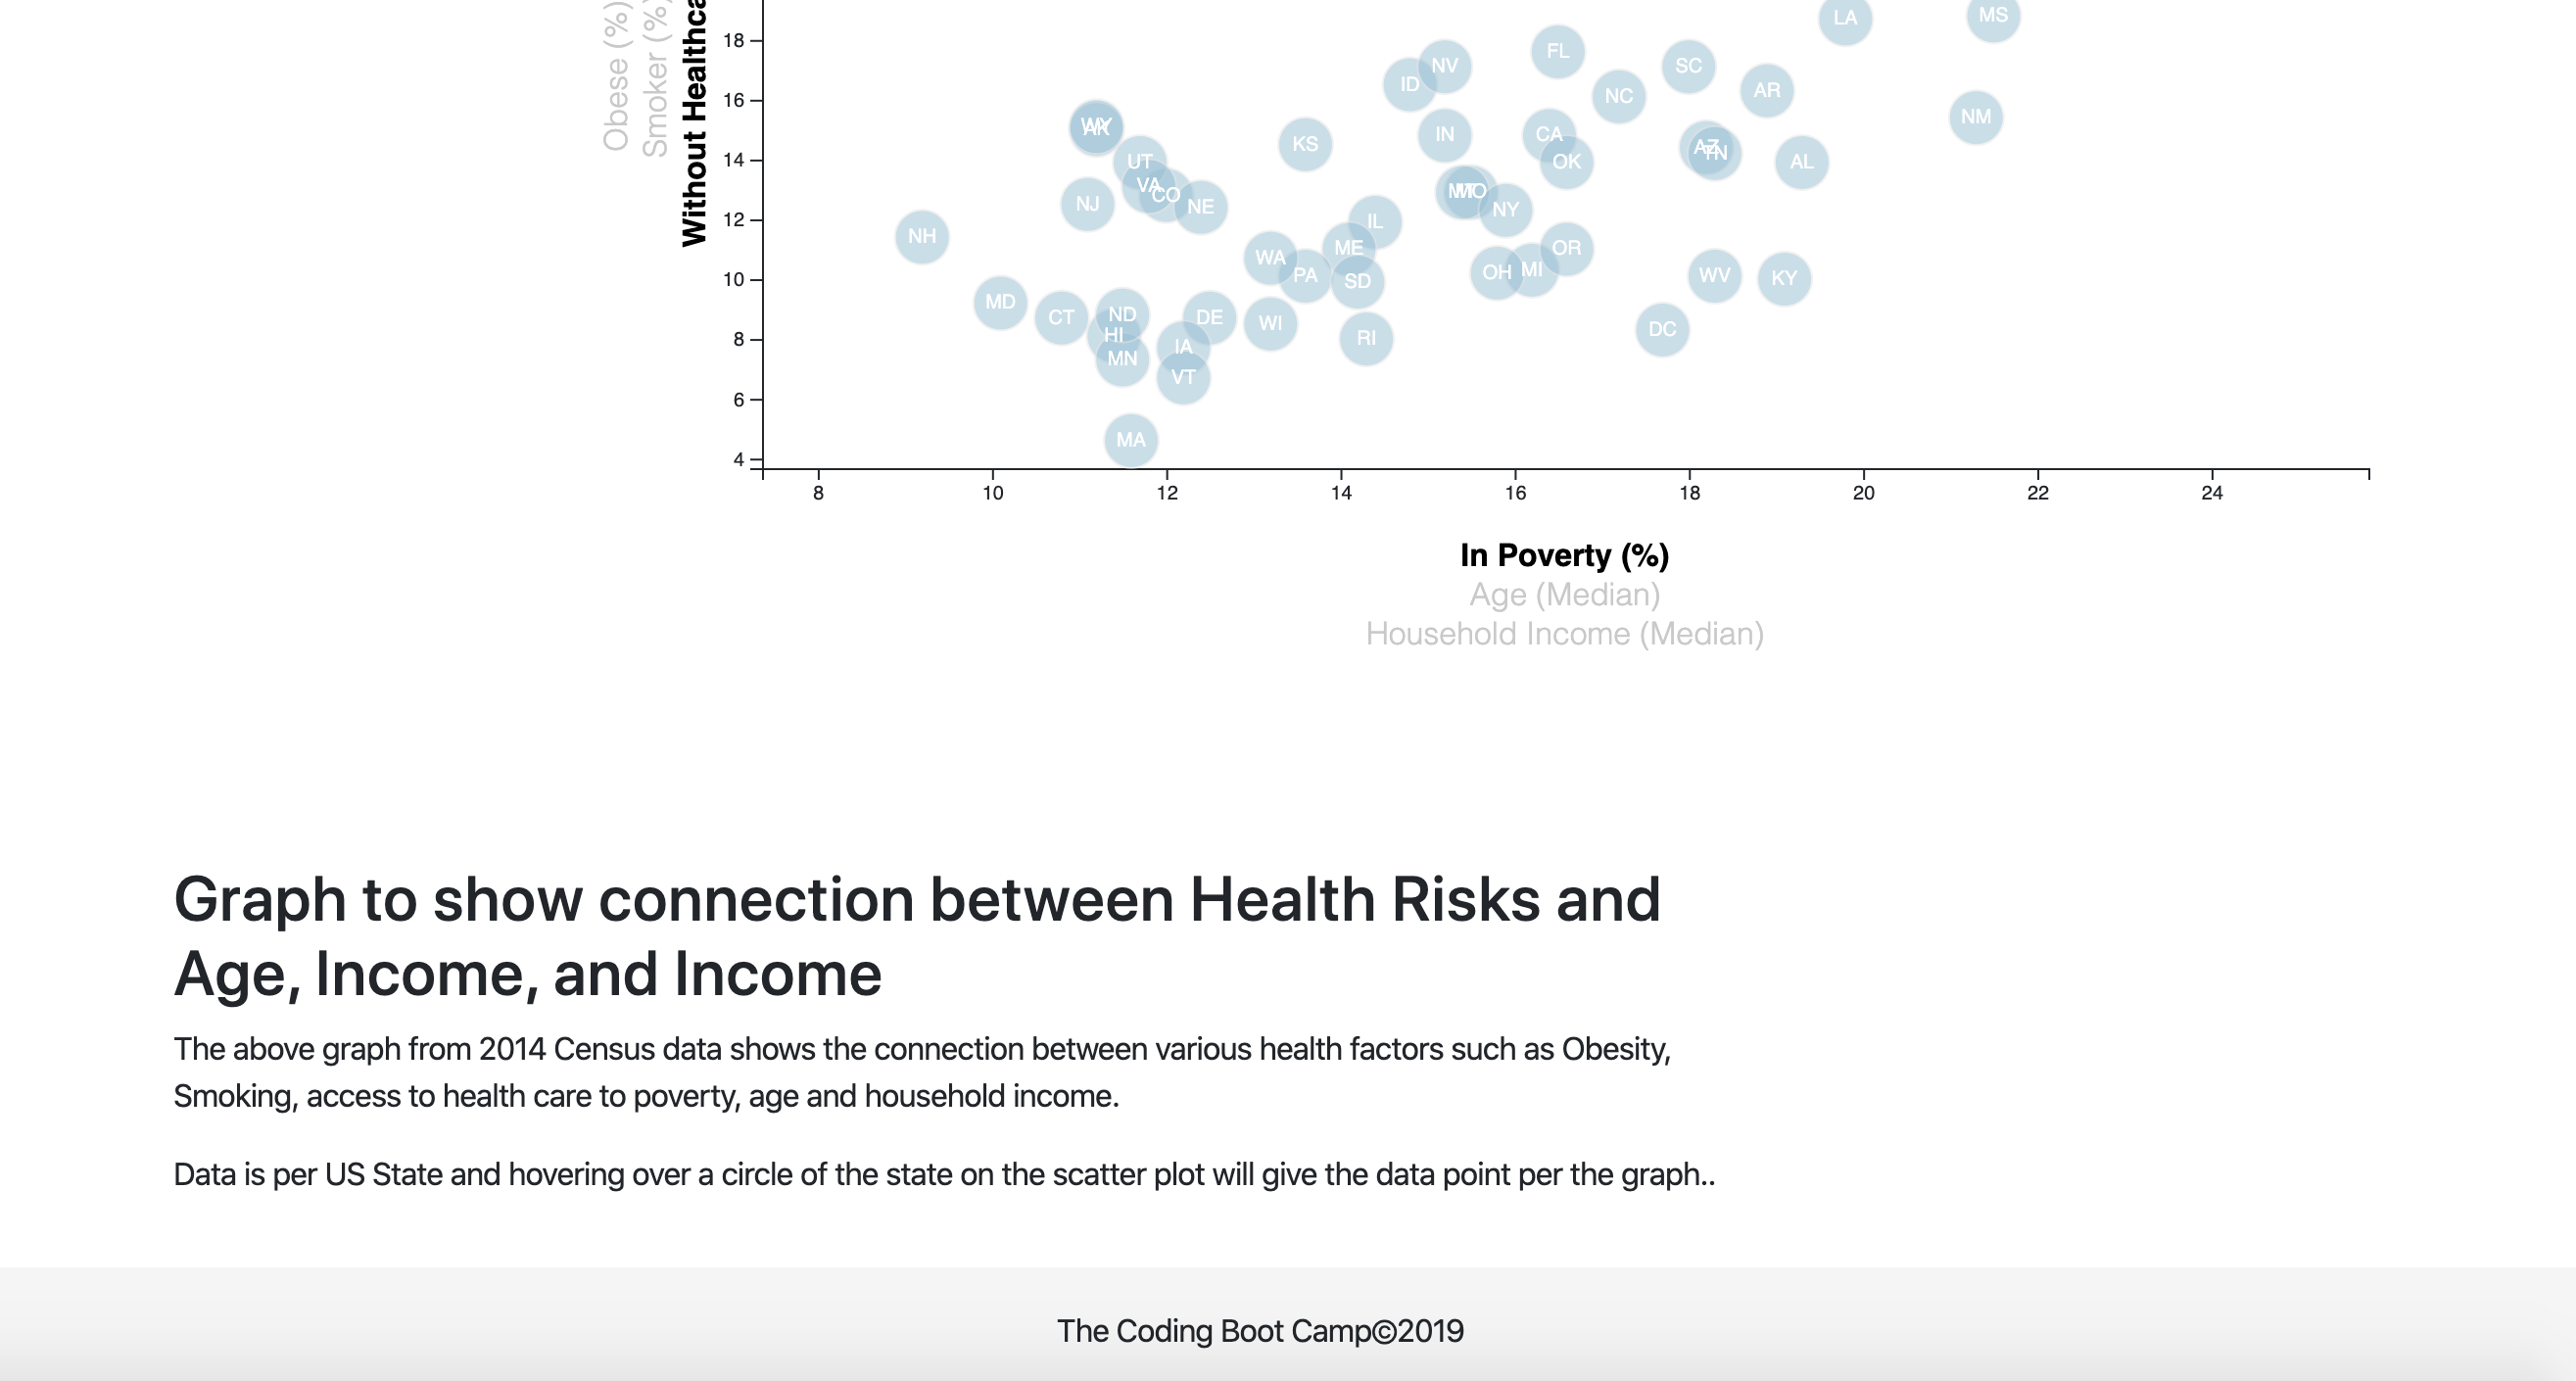 Obese (%)
Smoker (%)
Without Healthca
18
16
14
12
10
8
6
4
LA
MS
FL
NV
SC
ID
AR
NC
NM
WY
AK
IN
CA
KS
AZ
TN
UT
OK
AL
VA
CO
MT
MO
NJ
NE
NY
IL
NH
ME
OR
WA
PA
SD
OH
MI
WV
KY
MD
ND
CT
DE
WI
DC
HI
RI
IA
MN
VT
MA
8 10 12 14 16 18 20 22 24
In Poverty (%)
Age (Median)
Household Income (Median)
Graph to show connection between Health Risks and
Age, Income, and Income
The above graph from 2014 Census data shows the connection between various health factors such as Obesity,
Smoking, access to health care to poverty, age and household income.
Data is per US State and hovering over a circle of the state on the scatter plot will give the data point per the graph..
The Coding Boot Camp©2019